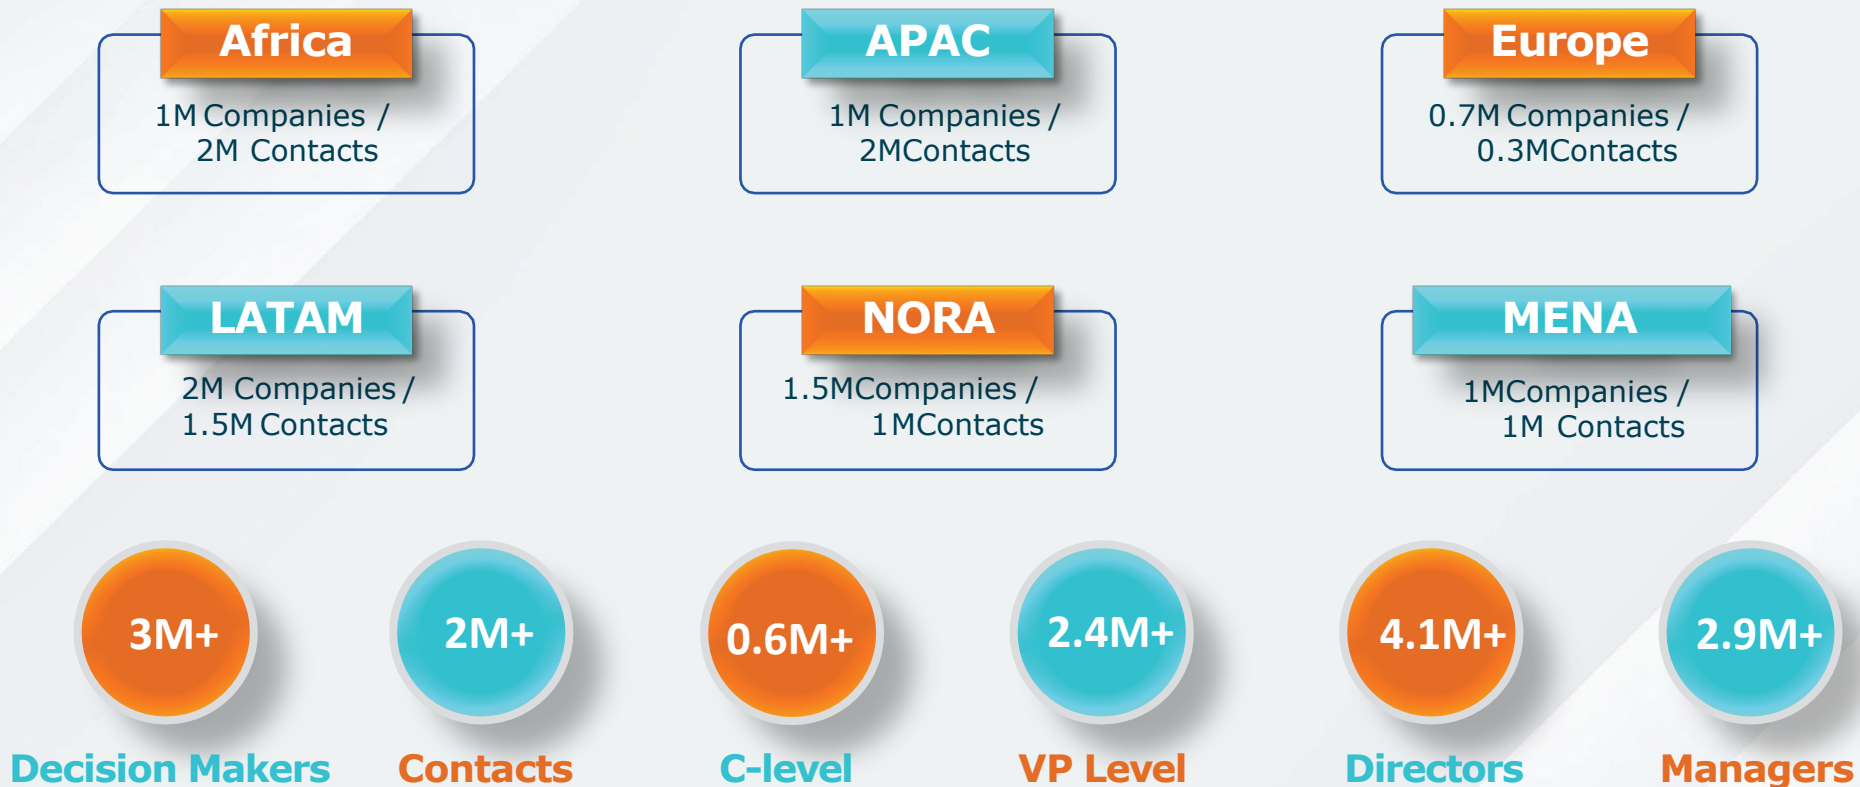 Africa
1M Companies /
2M Contacts
APAC
1M Companies /
2MContacts
Europe
0.7M Companies /
0.3MContacts
LATAM
2M Companies /
1.5M Contacts
NORA
1.5MCompanies /
1MContacts
MENA
1MCompanies /
1M Contacts
3M+
Decision Makers
2M+
Contacts
0.6M+
C-level
2.4M+
VP Level
4.1M+
Directors
2.9M+
Managers